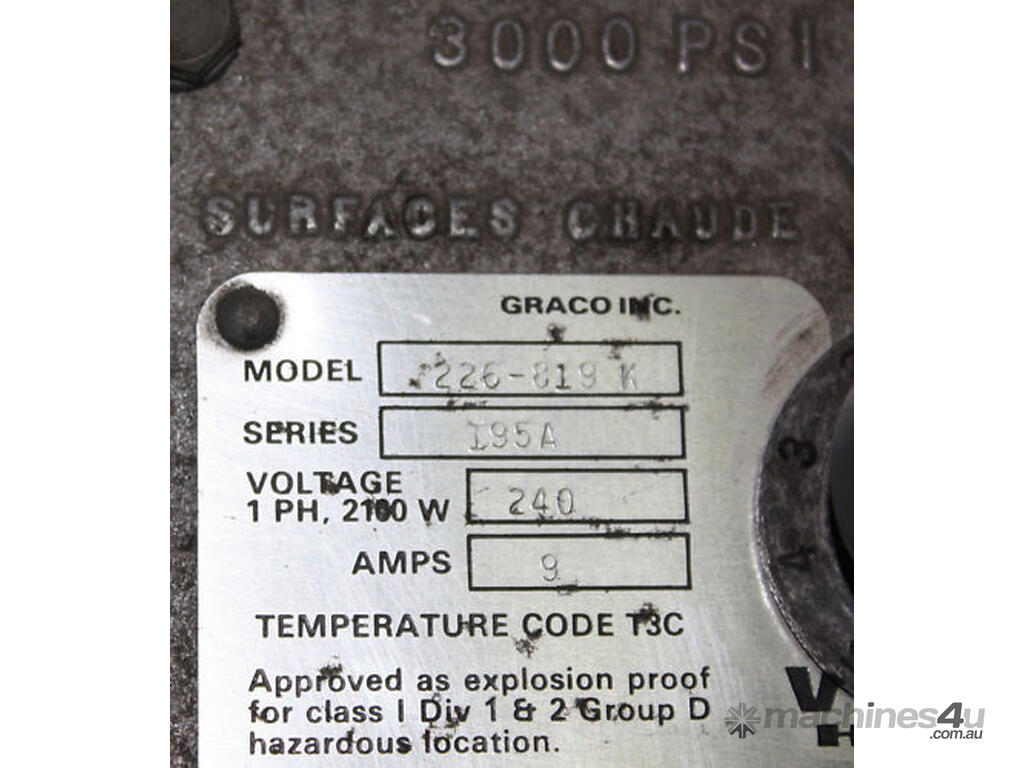 3000 PSI
SURFACES CHAUDE
GRACO INC.
MODEL 226-819 K
SERIES I95A
VOLTAGE
1 PH, 2100 W 240
AMPS 9
TEMPERATURE CODE T3C
Approved as explosion proof
for class I Div 1 & 2 Group D
hazardous location.
3
4
V
H
machines4u
.com.au